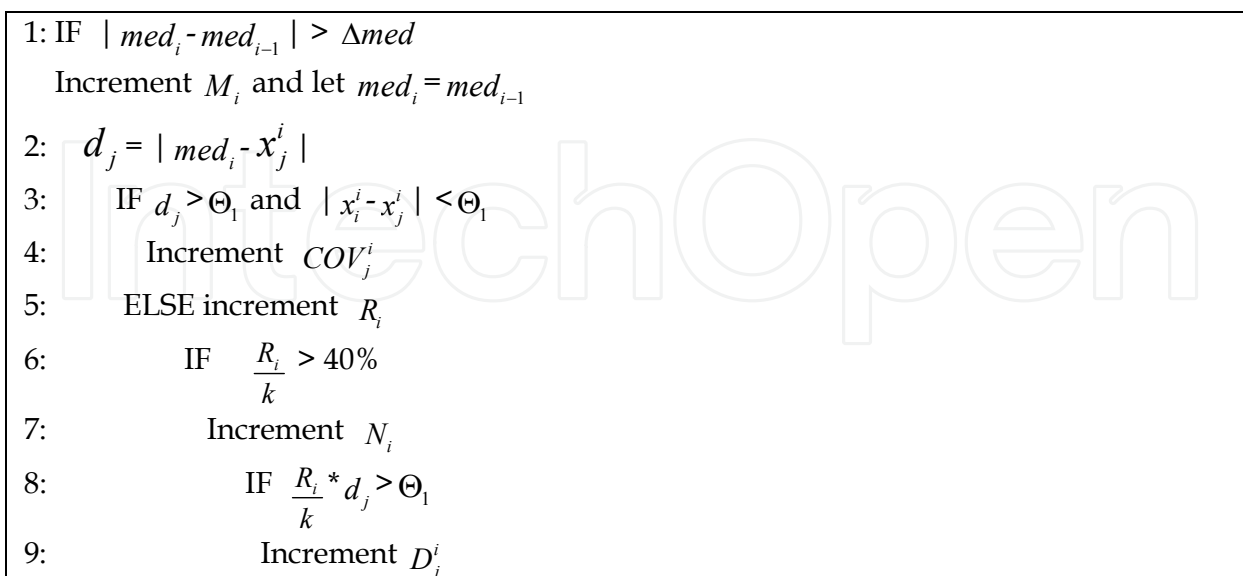 1: IF | med_i - med_{i−1} | > Δmed
Increment M_i and let med_i = med_{i−1}
2: d_j = | med_i - x_j^i |
3: IF d_j > Θ_1 and | x_i^i - x_j^i | < Θ_1
4: Increment COV_j^i
5: ELSE increment R_i
6: IF R_i/k > 40%
7: Increment N_i
8: IF R_i/k * d_j > Θ_1
9: Increment D_j^i
IntechOpen